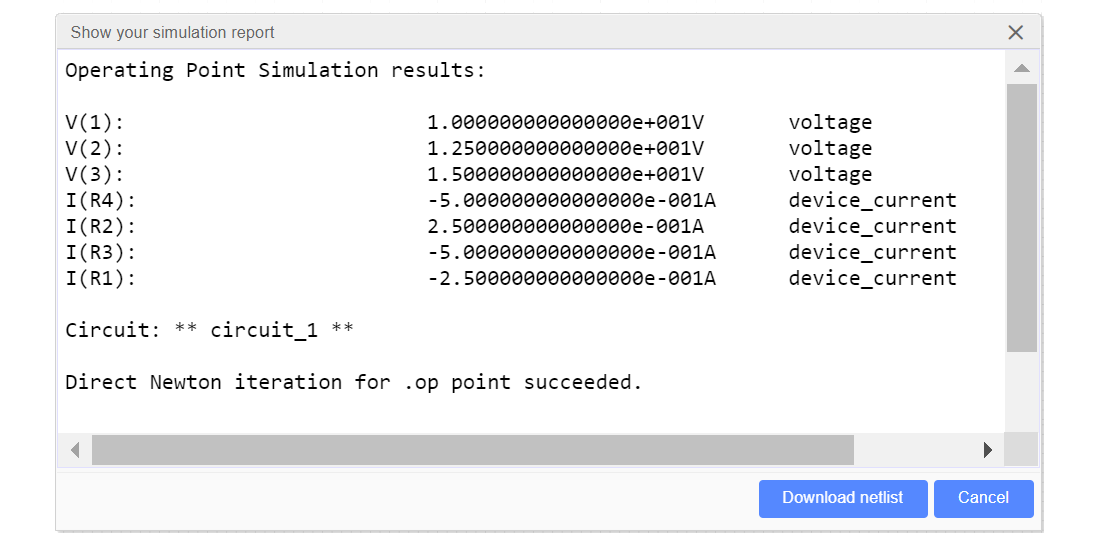 Show your simulation report
Operating Point Simulation results:
V(1): 1.000000000000000e+001V voltage
V(2): 1.250000000000000e+001V voltage
V(3): 1.500000000000000e+001V voltage
I(R4): -5.000000000000000e-001A device_current
I(R2): 2.500000000000000e-001A device_current
I(R3): -5.000000000000000e-001A device_current
I(R1): -2.500000000000000e-001A device_current
Circuit: ** circuit_1 **
Direct Newton iteration for .op point succeeded.
Download netlist Cancel